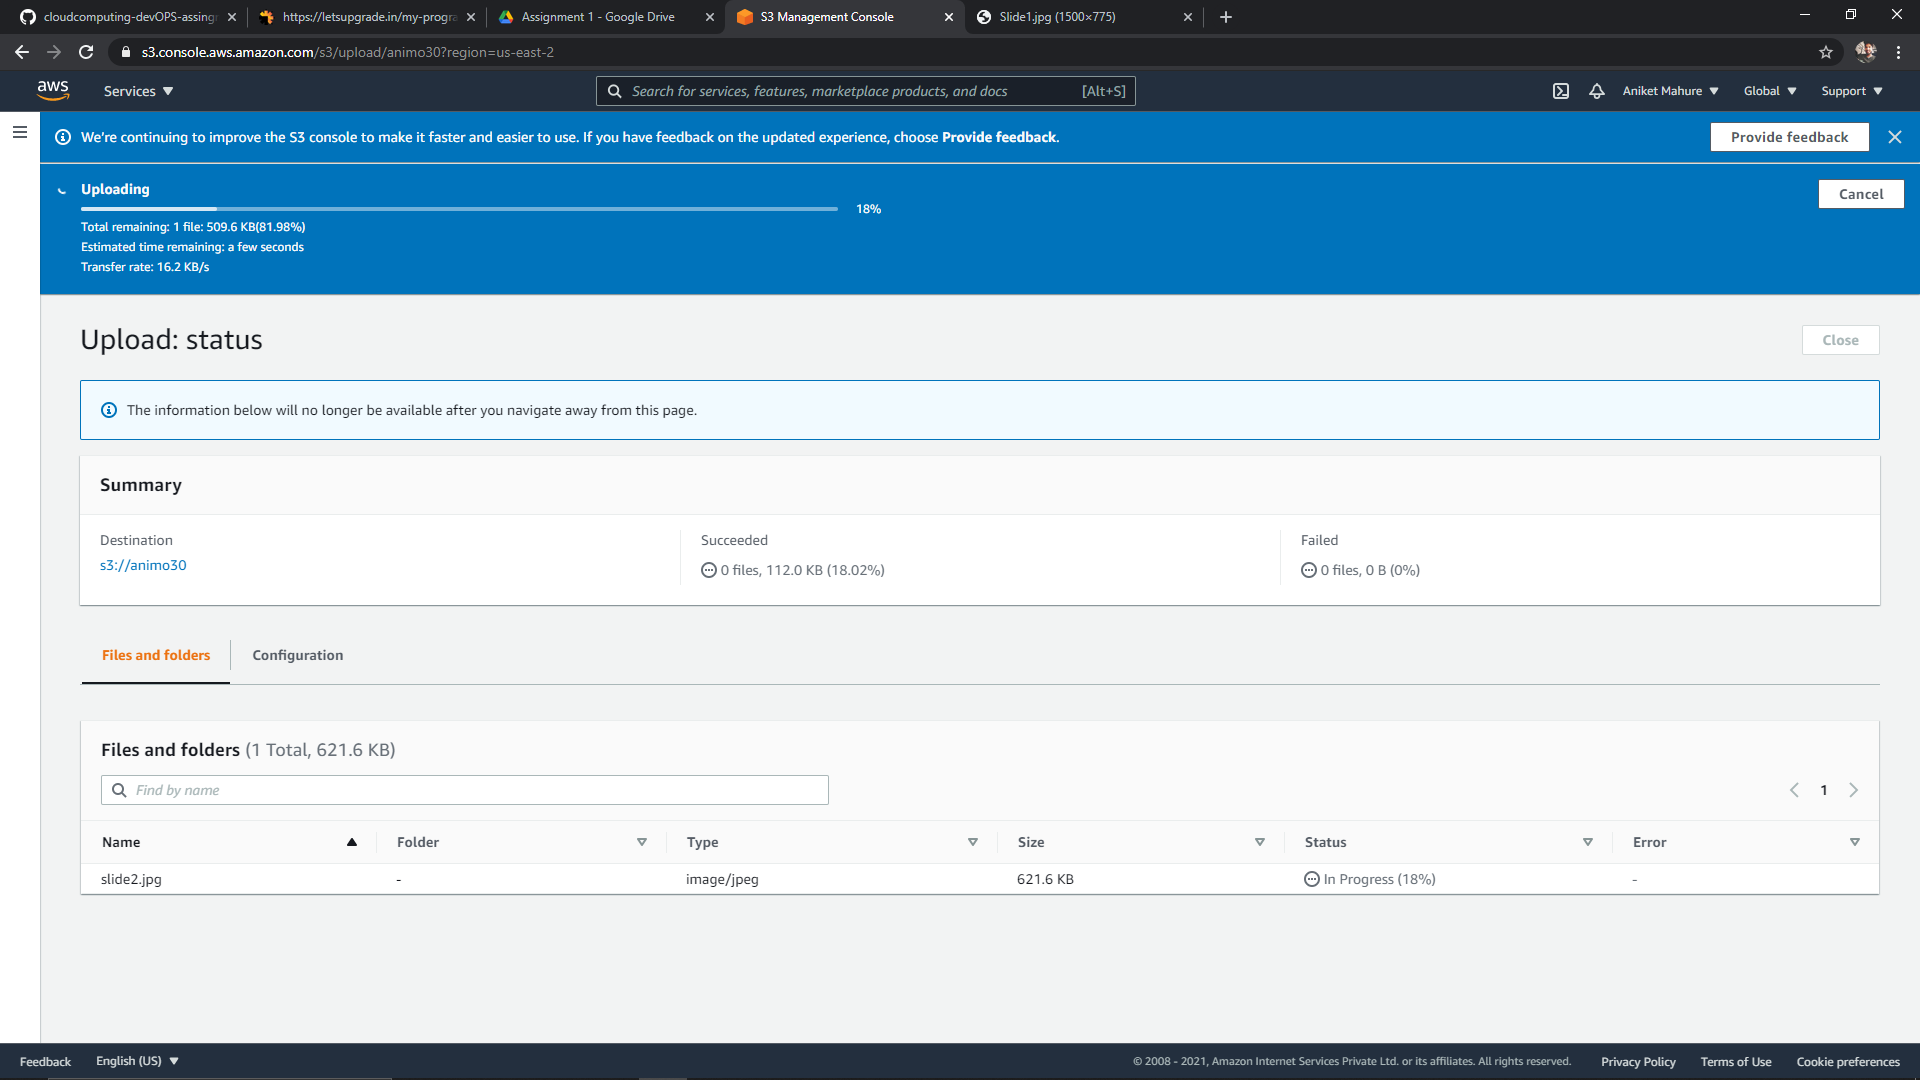 cloudcomputing-devOPS-assing
https://letsupgrade.in/my-progra
Assignment 1 - Google Drive
S3 Management Console
Slide1.jpg (1500×775)
s3.console.aws.amazon.com/s3/upload/animo30?region=us-east-2
aws
Services
Search for services, features, marketplace products, and docs
[Alt+S]
Aniket Mahure
Global
Support
We're continuing to improve the S3 console to make it faster and easier to use. If you have feedback on the updated experience, choose Provide feedback.
Provide feedback
Uploading
18%
Cancel
Total remaining: 1 file: 509.6 KB(81.98%)
Estimated time remaining: a few seconds
Transfer rate: 16.2 KB/s
Upload: status
Close
The information below will no longer be available after you navigate away from this page.
Summary
Destination
s3://animo30
Succeeded
0 files, 112.0 KB (18.02%)
Failed
0 files, 0 B (0%)
Files and folders
Configuration
Files and folders (1 Total, 621.6 KB)
Find by name
1
Name
Folder
Type
Size
Status
Error
slide2.jpg
-
image/jpeg
621.6 KB
In Progress (18%)
-
Feedback
English (US)
© 2008 - 2021, Amazon Internet Services Private Ltd. or its affiliates. All rights reserved.
Privacy Policy
Terms of Use
Cookie preferences